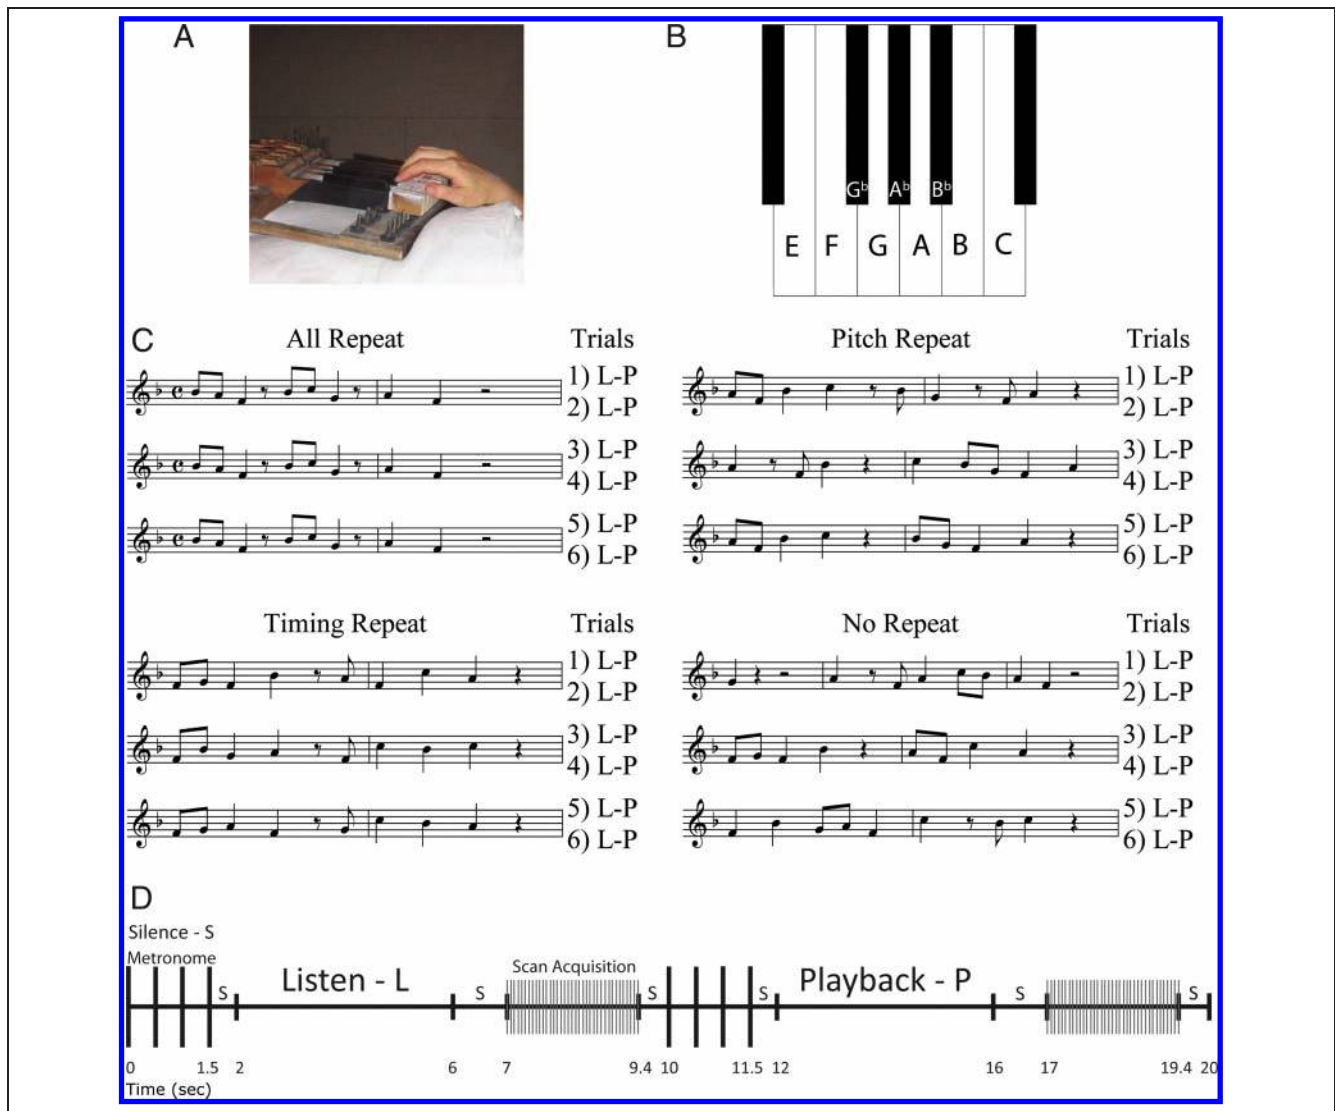 A
B
G♭ A♭ B♭
E F G A B C
C
All Repeat Trials
1) L-P
2) L-P
3) L-P
4) L-P
5) L-P
6) L-P
Pitch Repeat Trials
1) L-P
2) L-P
3) L-P
4) L-P
5) L-P
6) L-P
Timing Repeat Trials
1) L-P
2) L-P
3) L-P
4) L-P
5) L-P
6) L-P
No Repeat Trials
1) L-P
2) L-P
3) L-P
4) L-P
5) L-P
6) L-P
D
Silence - S
Metronome
S Listen - L S Scan Acquisition S S Playback - P S S
0 1.5 2 6 7 9.4 10 11.5 12 16 17 19.4 20
Time (sec)